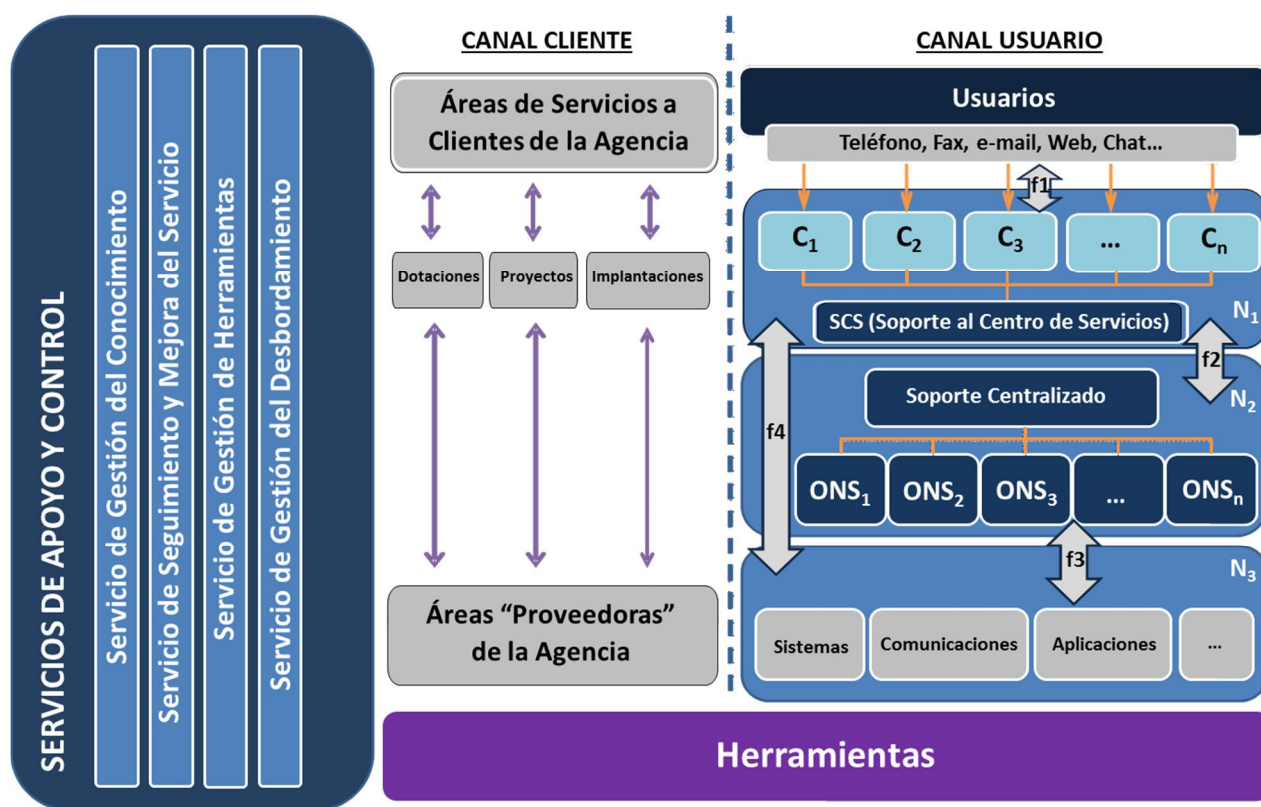 SERVICIOS DE APOYO Y CONTROL
Servicio de Gestión del Conocimiento
Servicio de Seguimiento y Mejora del Servicio
Servicio de Gestión de Herramientas
Servicio de Gestión del Desbordamiento
CANAL CLIENTE
Áreas de Servicios a
Clientes de la Agencia
Dotaciones
Proyectos
Implantaciones
Áreas “Proveedoras”
de la Agencia
CANAL USUARIO
Usuarios
Teléfono, Fax, e-mail, Web, Chat...
f1
C1
C2
C3
...
Cn
SCS (Soporte al Centro de Servicios)
N1
f2
Soporte Centralizado
N2
f4
ONS1
ONS2
ONS3
...
ONSn
f3
N3
Sistemas
Comunicaciones
Aplicaciones
...
Herramientas